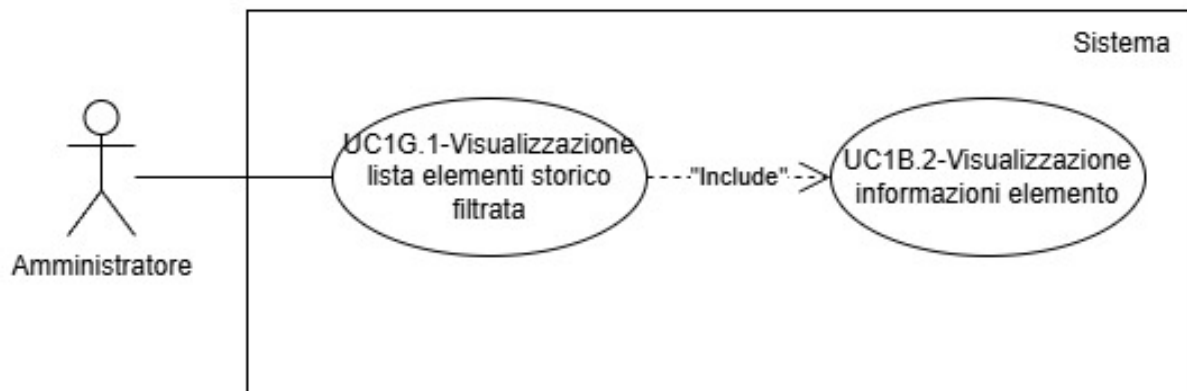 Sistema
UC1G.1-Visualizzazione
lista elementi storico
filtrata
"Include"
UC1B.2-Visualizzazione
informazioni elemento
Amministratore